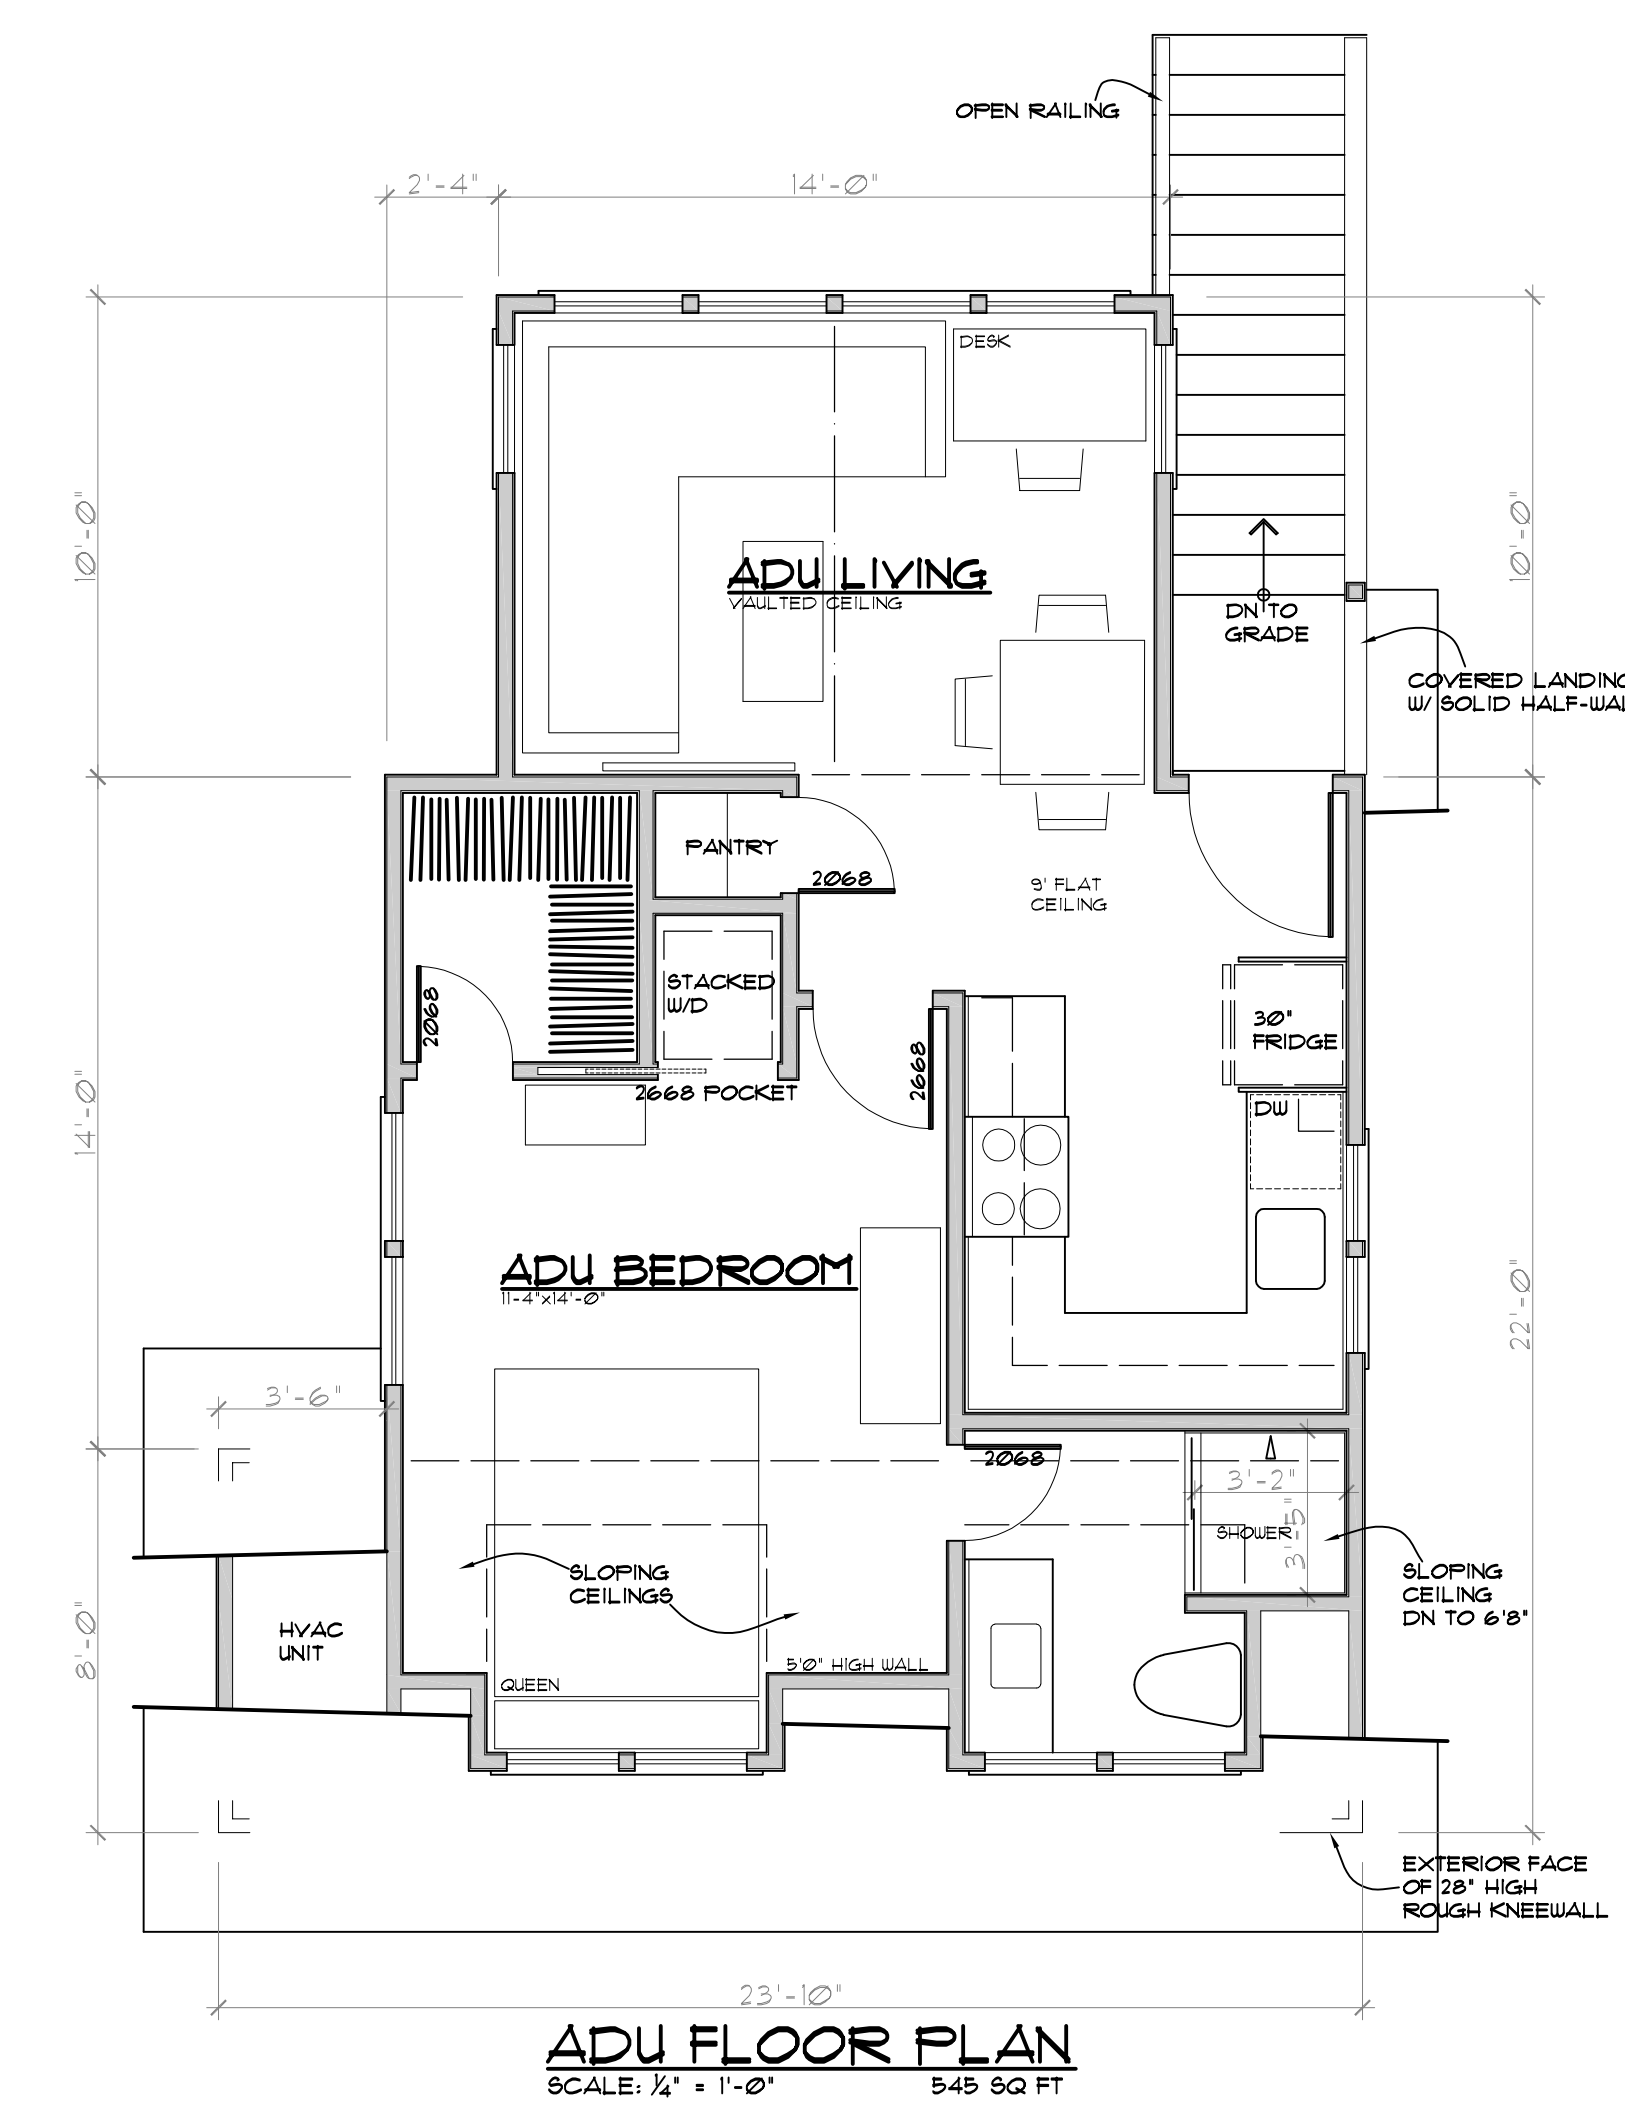 OPEN RAILING
2'-4"
14'-0"
DESK
10'-0"
10'-0"
ADU LIVING
VAULTED CEILING
DN TO
GRADE
COVERED LANDING
W/ SOLID HALF-WAL
PANTRY
2068
9' FLAT
CEILING
STACKED
W/D
2068
2668
30"
FRIDGE
2668 POCKET
DW
14'-0"
ADU BEDROOM
11-4"x14'-0"
22'-0"
3'-6"
2068
3'-2"
3'-5"
SHOWER
SLOPING
CEILINGS
SLOPING
CEILING
DN TO 6'8"
HVAC
UNIT
8'-0"
5'0" HIGH WALL
QUEEN
EXTERIOR FACE
OF 28" HIGH
ROUGH KNEEWALL
23'-10"
ADU FLOOR PLAN
SCALE: 1/4" = 1'-0" 545 SQ FT